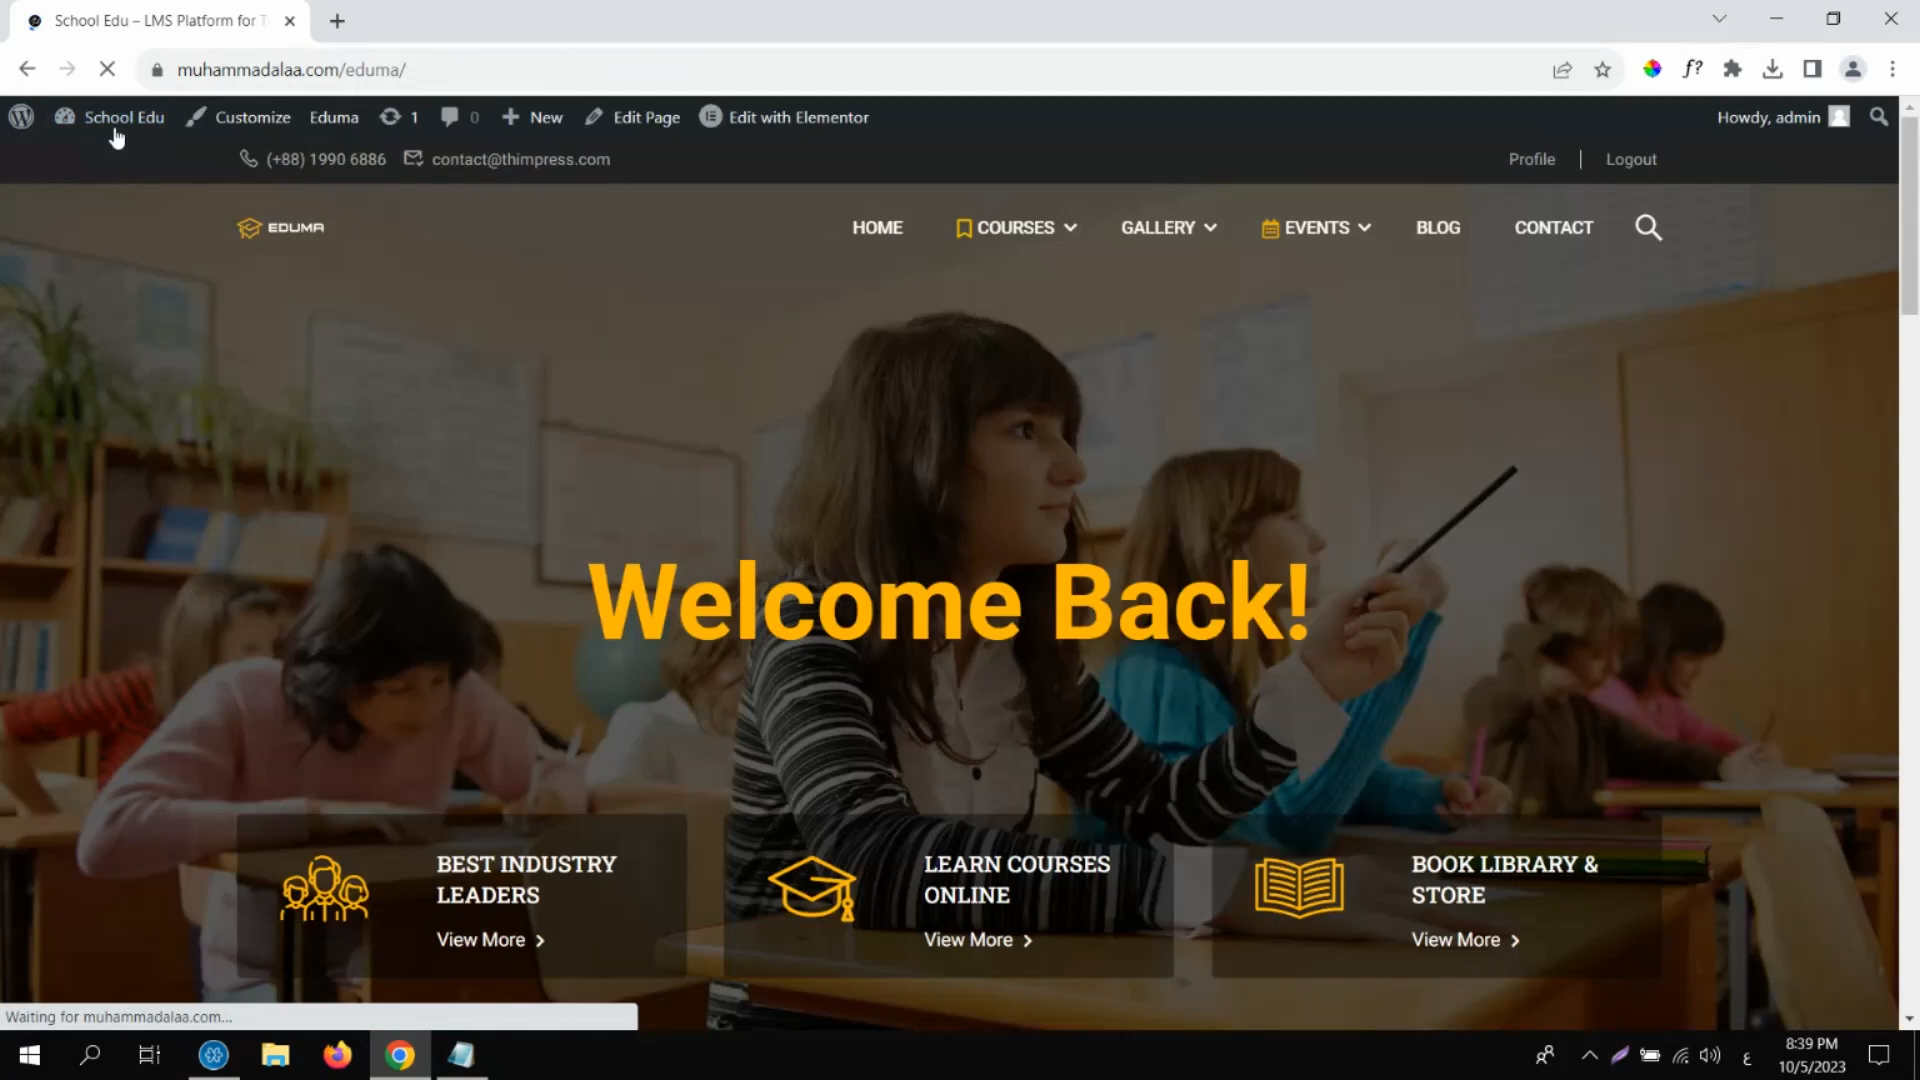 School Edu – LMS Platform for T
muhammadalaa.com/eduma/
School Edu
Customize
Eduma
1
0
New
Edit Page
Edit with Elementor
Howdy, admin
(+88) 1990 6886
contact@thimpress.com
Profile
Logout
EDUMA
HOME
COURSES
GALLERY
EVENTS
BLOG
CONTACT
Welcome Back!
BEST INDUSTRY
LEADERS
View More
LEARN COURSES
ONLINE
View More
BOOK LIBRARY &
STORE
View More
Waiting for muhammadalaa.com...
ع
8:39 PM
10/5/2023